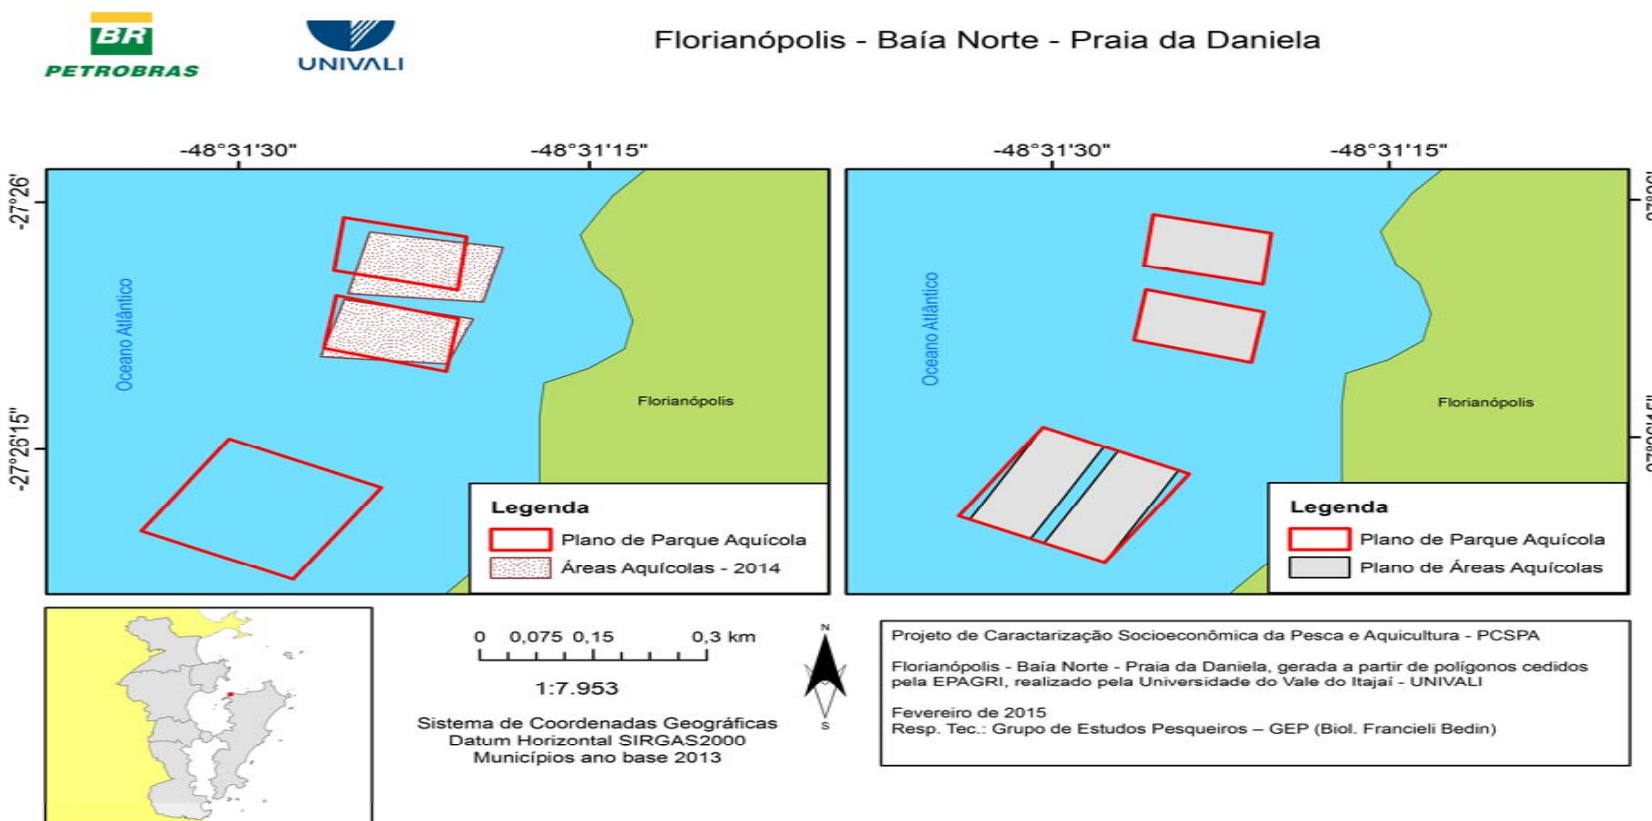 BR
PETROBRAS
UNIVALI
Florianópolis - Baía Norte - Praia da Daniela
-48°31'30"
-48°31'15"
-27°26'
-27°26'15"
Oceano Atlântico
Florianópolis
Legenda
Plano de Parque Aquícola
Áreas Aquícolas - 2014
-48°31'30"
-48°31'15"
Oceano Atlântico
Florianópolis
Legenda
Plano de Parque Aquícola
Plano de Áreas Aquícolas
0 0,075 0,15 0,3 km
1:7.953
Sistema de Coordenadas Geográficas
Datum Horizontal SIRGAS2000
Municípios ano base 2013
N
S
Projeto de Caractarização Socioeconômica da Pesca e Aquicultura - PCSPA
Florianópolis - Baía Norte - Praia da Daniela, gerada a partir de polígonos cedidos
pela EPAGRI, realizado pela Universidade do Vale do Itajaí - UNIVALI
Fevereiro de 2015
Resp. Tec.: Grupo de Estudos Pesqueiros – GEP (Biol. Francieli Bedin)